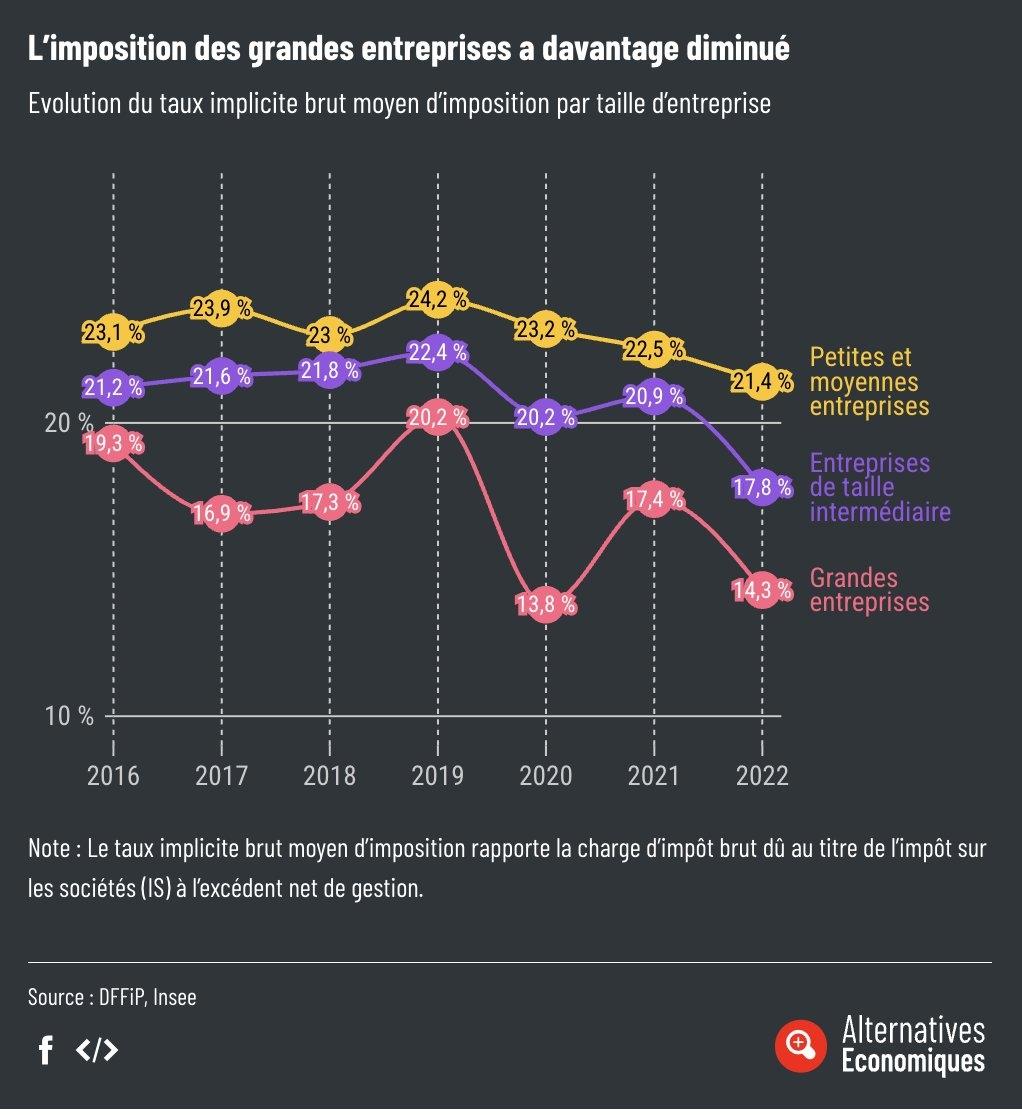 L’imposition des grandes entreprises a davantage diminué
Evolution du taux implicite brut moyen d’imposition par taille d’entreprise
23,1 %
23,9 %
23 %
24,2 %
23,2 %
22,5 %
21,4 %
Petites et
moyennes
entreprises
21,2 %
21,6 %
21,8 %
22,4 %
20,2 %
20,9 %
17,8 %
Entreprises
de taille
intermédiaire
20 %
19,3 %
16,9 %
17,3 %
20,2 %
13,8 %
17,4 %
14,3 %
Grandes
entreprises
10 %
2016
2017
2018
2019
2020
2021
2022
Note : Le taux implicite brut moyen d’imposition rapporte la charge d’impôt brut dû au titre de l’impôt sur
les sociétés (IS) à l’excédent net de gestion.
Source : DFFiP, Insee
f </>
Alternatives
Economiques